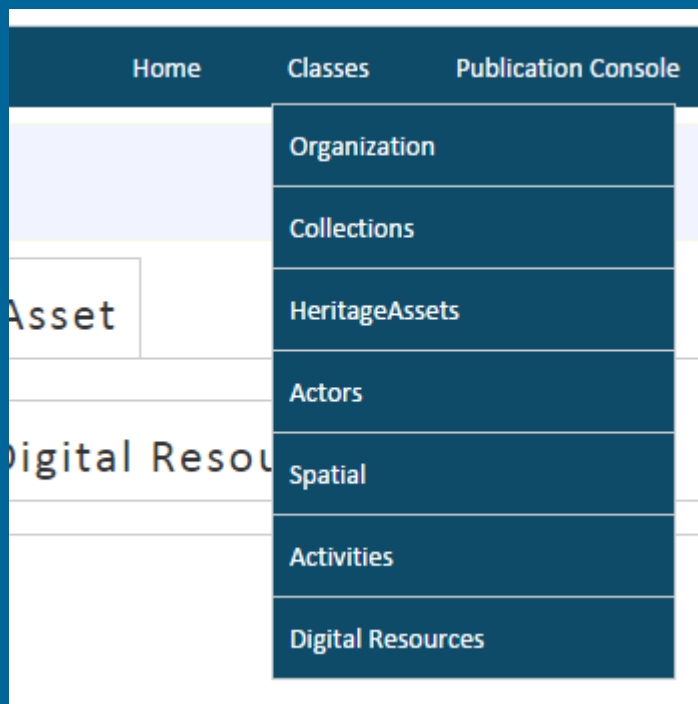 Home Classes Publication Console
Organization
Collections
HeritageAssets
Asset
Actors
Digital Resou
Spatial
Activities
Digital Resources